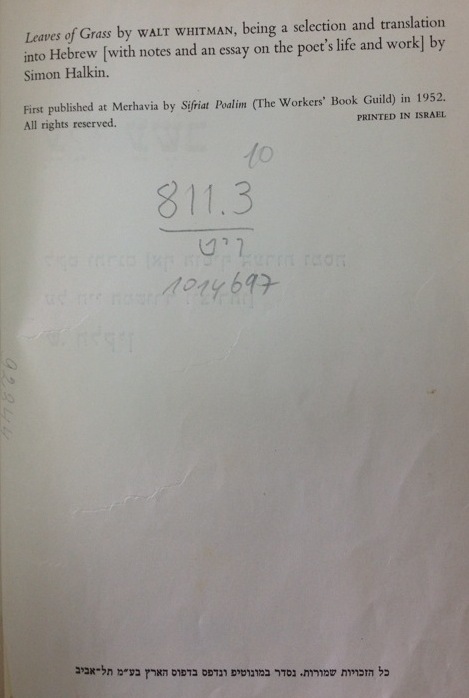 Leaves of Grass by WALT WHITMAN, being a selection and translation
into Hebrew [with notes and an essay on the poet's life and work] by
Simon Halkin.
First published at Merhavia by Sifriat Poalim (The Workers' Book Guild) in 1952.
All rights reserved. PRINTED IN ISRAEL
10
811.3
ויט
1014697
92844
כל הזכויות שמורות. נסדר במונוטיפ ונדפס בדפוס הארץ בע״מ תל־אביב